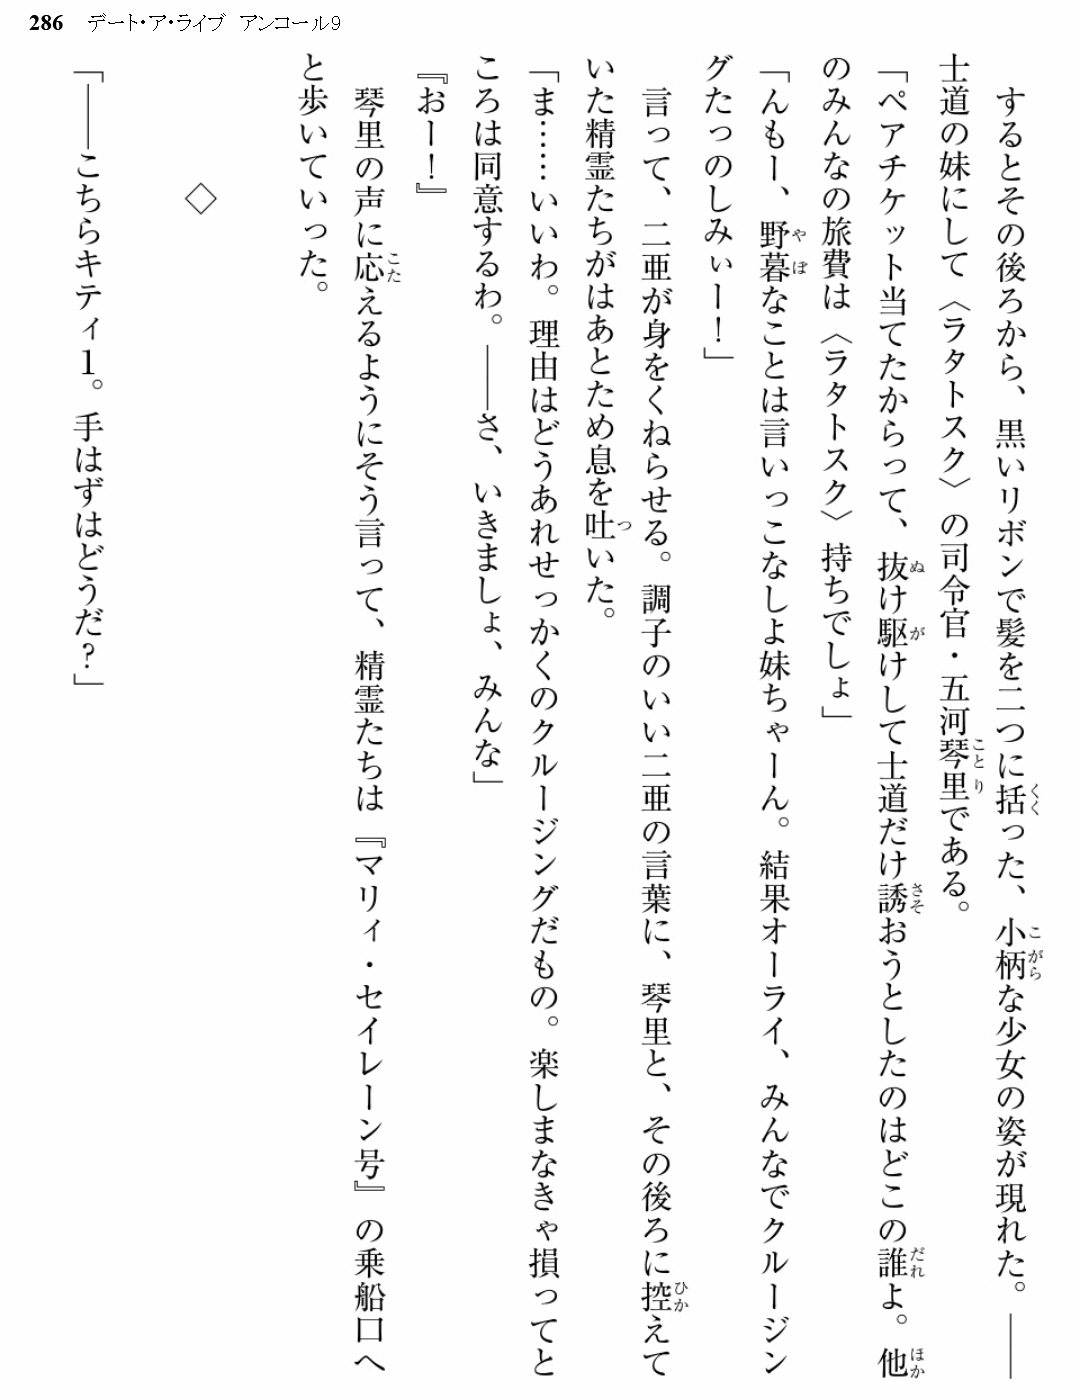 286 デート・ア・ライブ アンコール9
　するとその後ろから、黒いリボンで髪を二つに括った、小柄な少女の姿が現れた。――
士道の妹にして〈ラタトスク〉の司令官・五河琴里である。
「ペアチケット当てたからって、抜け駆けして士道だけ誘おうとしたのはどこの誰よ。他
のみんなの旅費は〈ラタトスク〉持ちでしょ」
「んもー、野暮なことは言いっこなしよ妹ちゃーん。結果オーライ、みんなでクルージン
グたっのしみぃー！」
　言って、二亜が身をくねらせる。調子のいい二亜の言葉に、琴里と、その後ろに控えて
いた精霊たちがはあとため息を吐いた。
「ま……いいわ。理由はどうあれせっかくのクルージングだもの。楽しまなきゃ損ってと
ころは同意するわ。――さ、いきましょ、みんな」
『おー！』
　琴里の声に応えるようにそう言って、精霊たちは『マリィ・セイレーン号』の乗船口へ
と歩いていった。
◇
「――こちらキティ1。手はずはどうだ？」